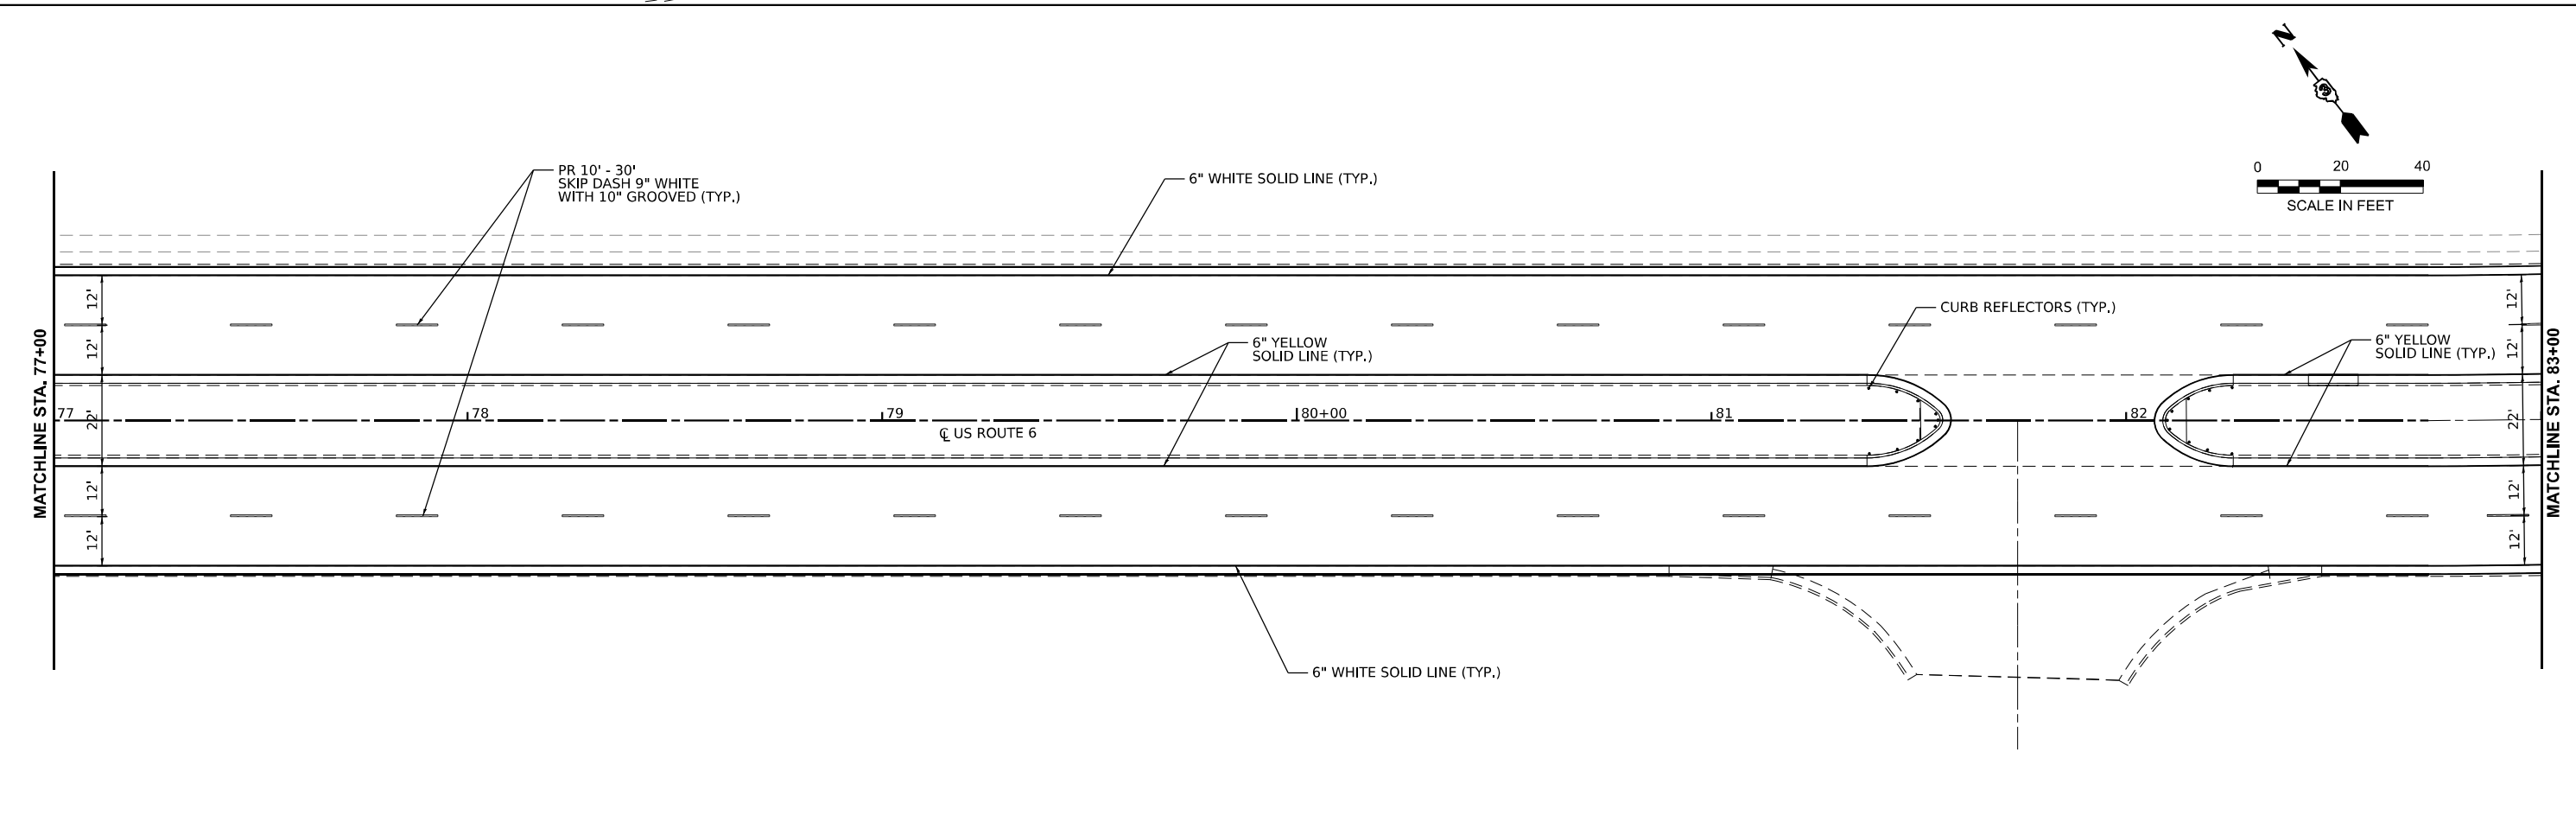 N
3
0 20 40
SCALE IN FEET
PR 10' - 30'
SKIP DASH 9" WHITE
WITH 10" GROOVED (TYP.)
6" WHITE SOLID LINE (TYP.)
CURB REFLECTORS (TYP.)
6" YELLOW
SOLID LINE (TYP.)
6" YELLOW
SOLID LINE (TYP.)
MATCHLINE STA. 77+00
12'
12'
22'
12'
12'
77 78 79 80+00 81 82
℄ US ROUTE 6
12'
12'
22'
12'
12'
MATCHLINE STA. 83+00
6" WHITE SOLID LINE (TYP.)